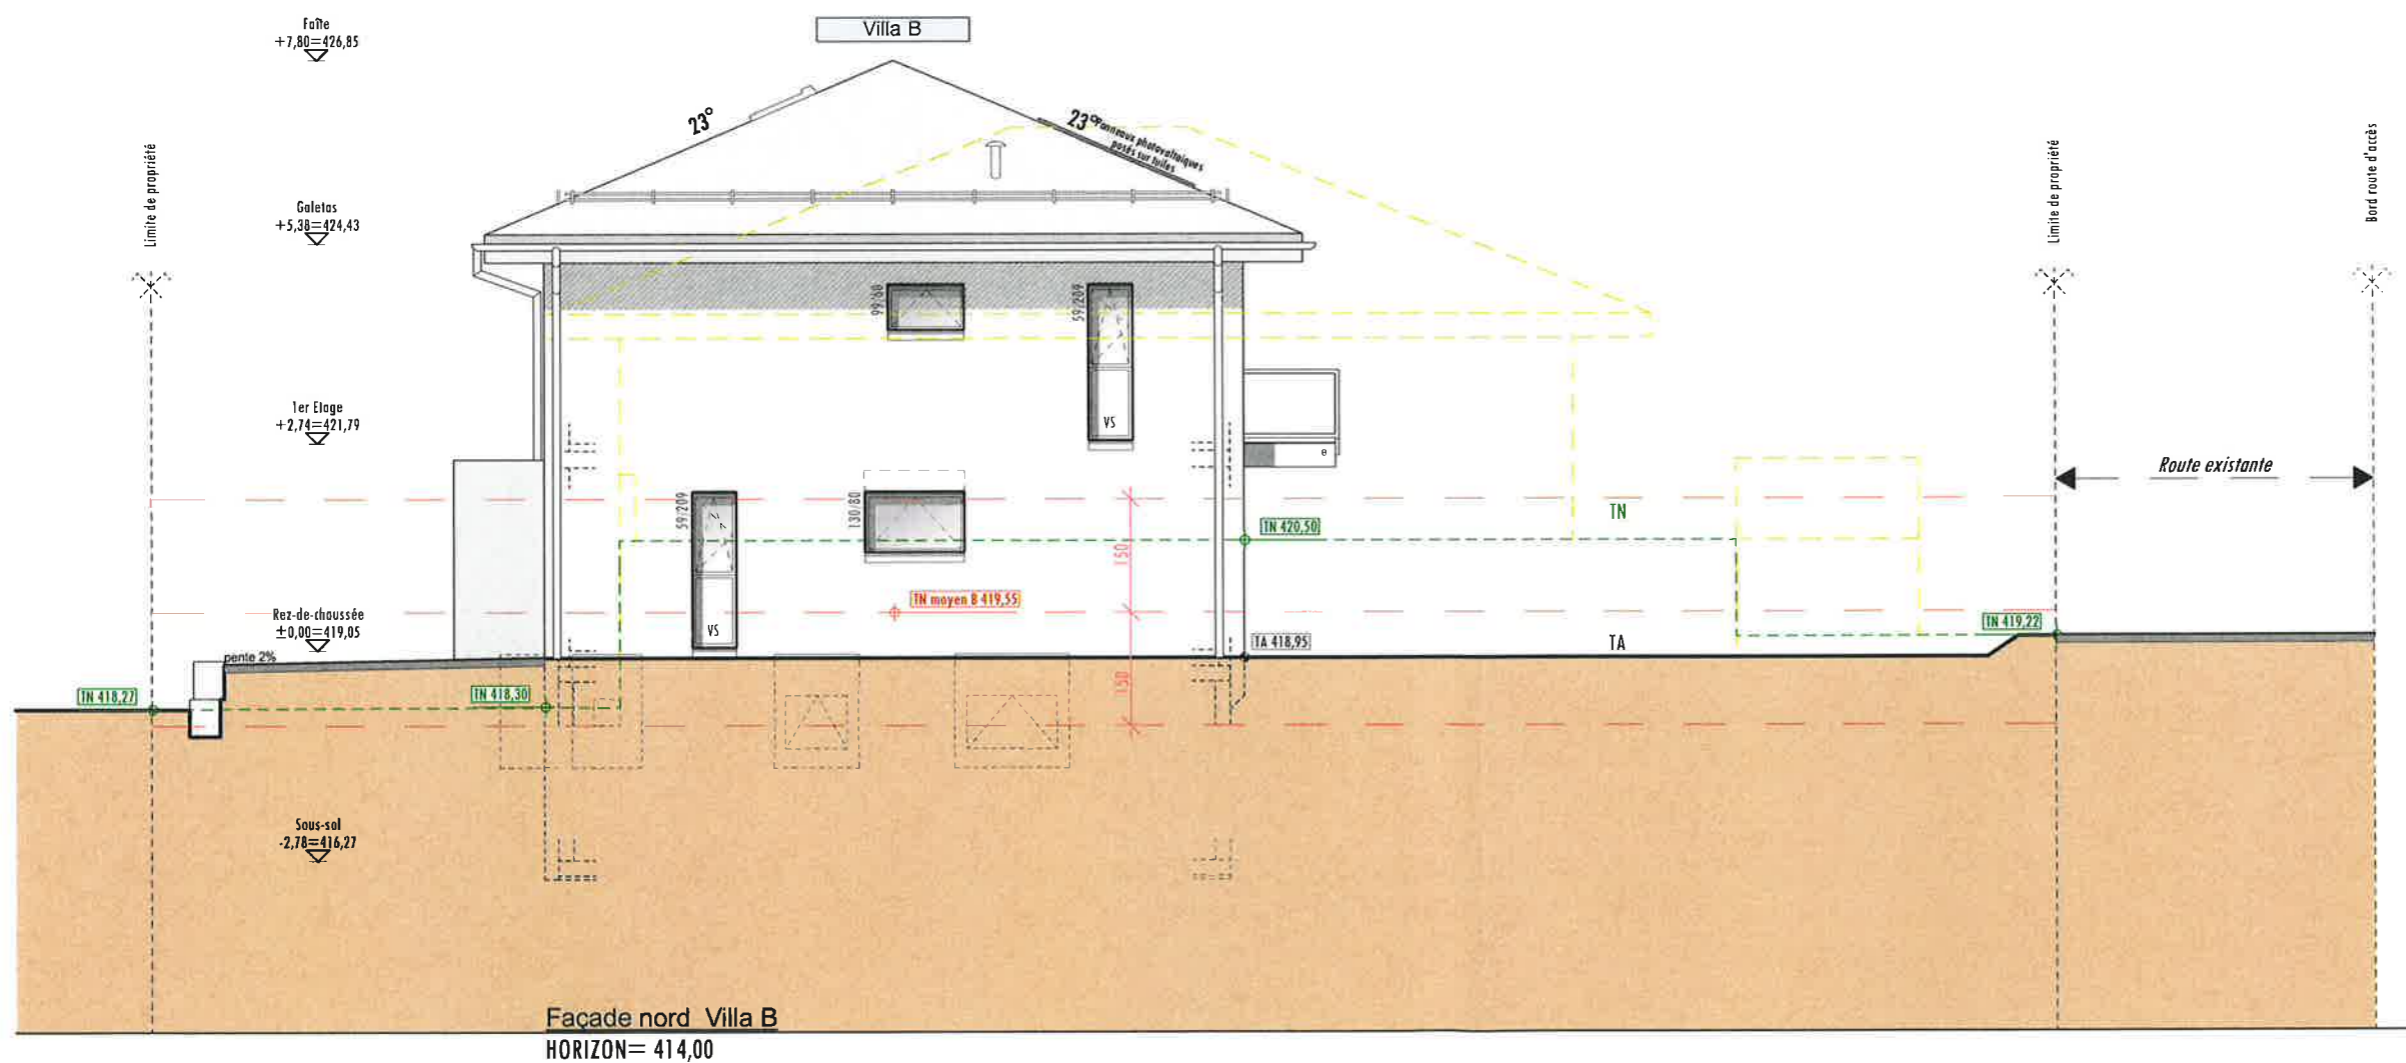 Villa B
Faîte
+7,80=426,85
23°
23°
Panneaux photovoltaïques
posés sur tuiles
Limite de propriété
Galetas
+5,38=424,43
Limite de propriété
Bord route d'accès
99/60
59/209
1er Etage
+2,74=421,79
VS
e
Route existante
59/209
130/80
TN 420,50
TN
150
TN moyen B 419,55
Rez-de-chaussée
±0,00=419,05
VS
TN 419,22
TA 418,95
TA
pente 2%
TN 418,27
TN 418,30
150
Sous-sol
-2,78=416,27
Façade nord Villa B
HORIZON= 414,00